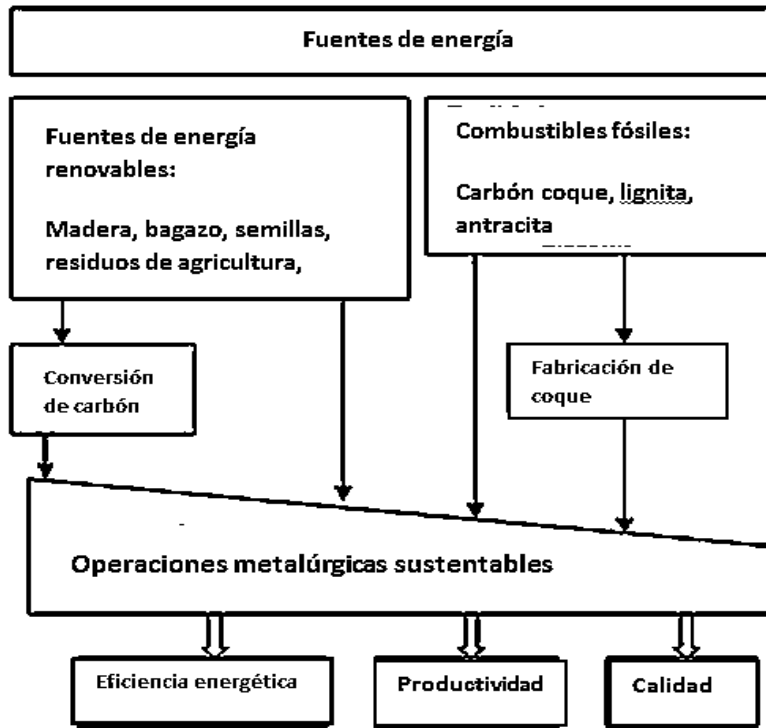 Fuentes de energía
Fuentes de energía
renovables:
Madera, bagazo, semillas,
residuos de agricultura,
Combustibles fósiles:
Carbón coque, lignita,
antracita
Conversión
de carbón
Fabricación de
coque
Operaciones metalúrgicas sustentables
Eficiencia energética
Productividad
Calidad